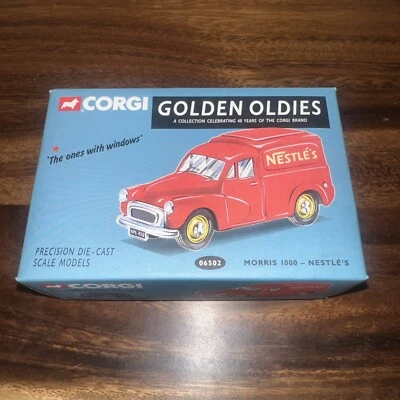 CORGI
GOLDEN OLDIES
A COLLECTION CELEBRATING 40 YEARS OF THE CORGI BRAND
'The ones with windows'
NESTLÉ'S
PRECISION DIE-CAST
SCALE MODELS
06502
MORRIS 1000 – NESTLÉ'S